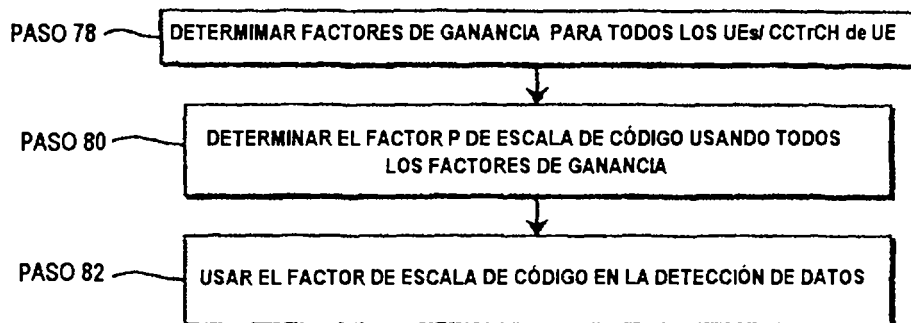 PASO 78
DETERMIMAR FACTORES DE GANANCIA PARA TODOS LOS UEs/ CCTrCH de UE
PASO 80
DETERMINAR EL FACTOR P DE ESCALA DE CÓDIGO USANDO TODOS
LOS FACTORES DE GANANCIA
PASO 82
USAR EL FACTOR DE ESCALA DE CÓDIGO EN LA DETECCIÓN DE DATOS